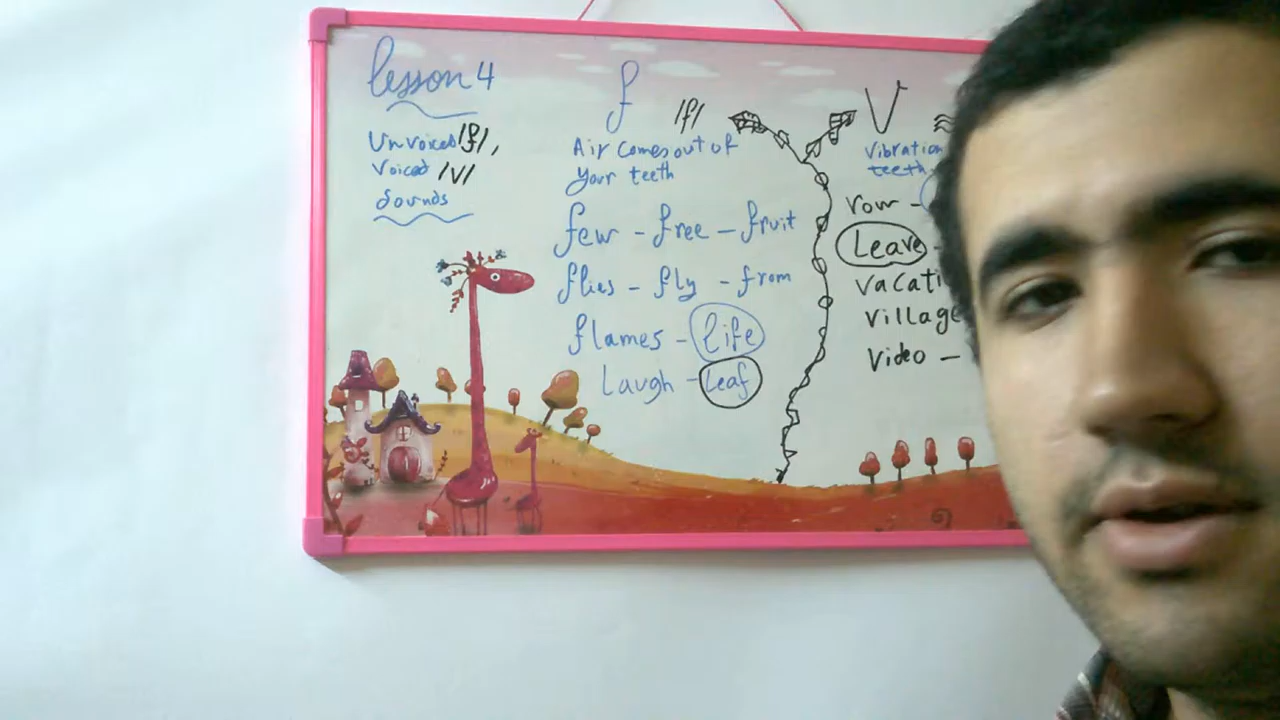 lesson 4
Unvoiced /f/,
Voiced /v/
Sounds
f /f/
Air comes out of
your teeth
few - free - fruit
flies - fly - from
flames - life
Laugh - Leaf
V
Vibration
teeth
vow -
Leave -
vacati
village
video -